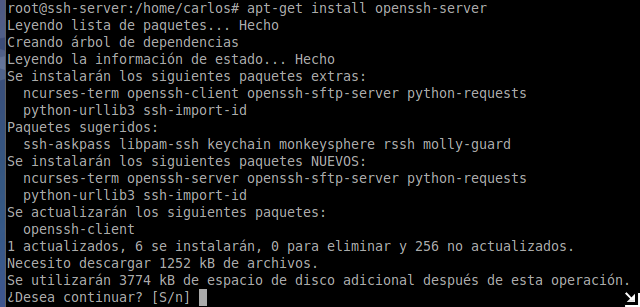 root@ssh-server:/home/carlos# apt-get install openssh-server
Leyendo lista de paquetes... Hecho
Creando árbol de dependencias
Leyendo la información de estado... Hecho
Se instalarán los siguientes paquetes extras:
ncurses-term openssh-client openssh-sftp-server python-requests
python-urllib3 ssh-import-id
Paquetes sugeridos:
ssh-askpass libpam-ssh keychain monkeysphere rssh molly-guard
Se instalarán los siguientes paquetes NUEVOS:
ncurses-term openssh-server openssh-sftp-server python-requests
python-urllib3 ssh-import-id
Se actualizarán los siguientes paquetes:
openssh-client
1 actualizados, 6 se instalarán, 0 para eliminar y 256 no actualizados.
Necesito descargar 1252 kB de archivos.
Se utilizarán 3774 kB de espacio de disco adicional después de esta operación.
¿Desea continuar? [S/n]